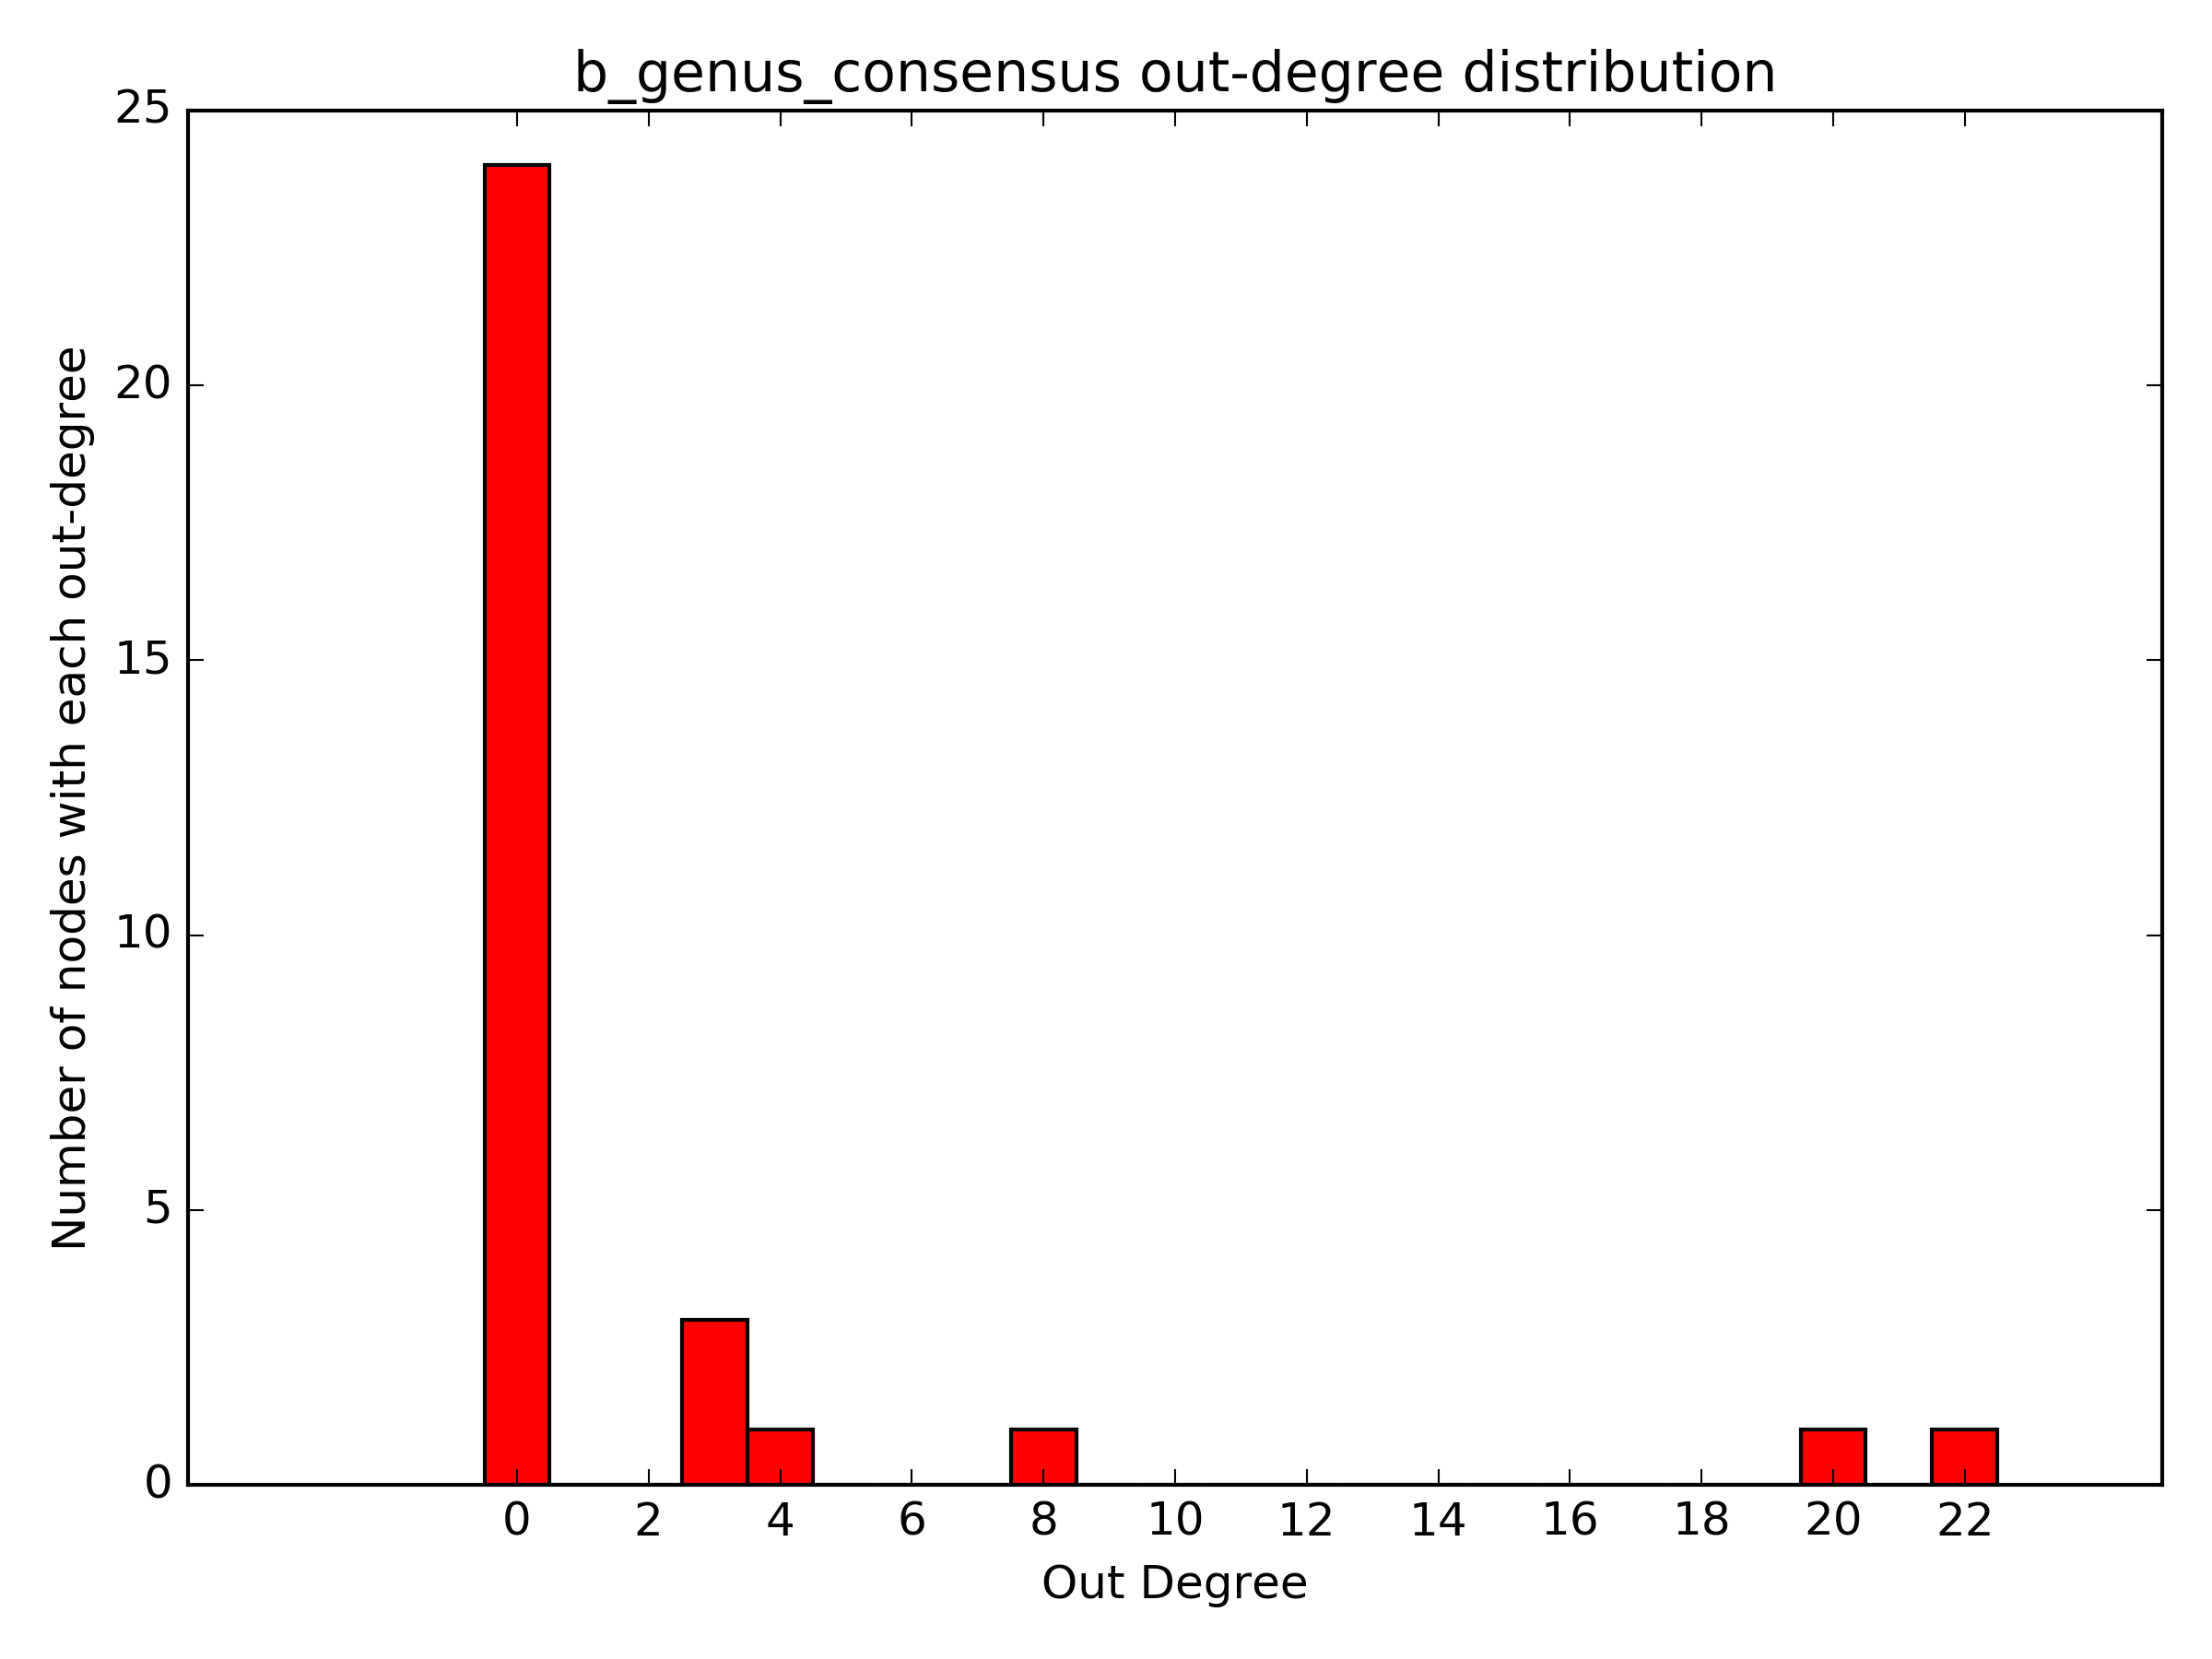 b_genus_consensus out-degree distribution
Number of nodes with each out-degree
25
20
15
10
5
0
0 2 4 6 8 10 12 14 16 18 20 22
Out Degree